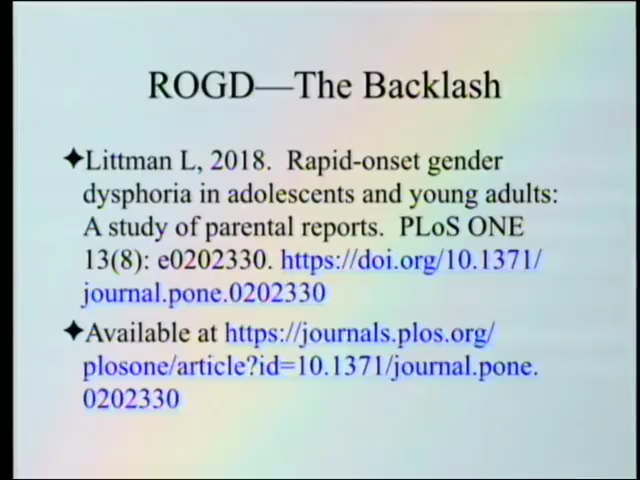 ROGD—The Backlash
✦Littman L, 2018. Rapid-onset gender
dysphoria in adolescents and young adults:
A study of parental reports. PLoS ONE
13(8): e0202330. https://doi.org/10.1371/
journal.pone.0202330
✦Available at https://journals.plos.org/
plosone/article?id=10.1371/journal.pone.
0202330